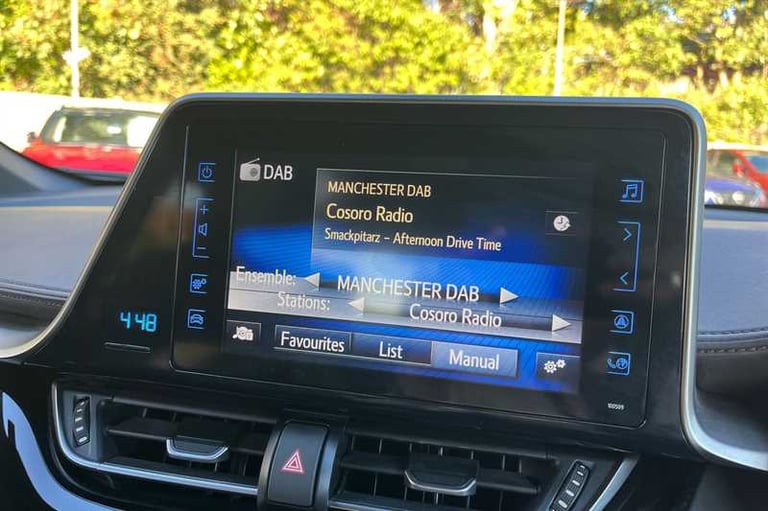 DAB
MANCHESTER DAB
Cosoro Radio
Smackpitarz - Afternoon Drive Time
Ensemble: MANCHESTER DAB
Stations: Cosoro Radio
Favourites List Manual
4:48
100509